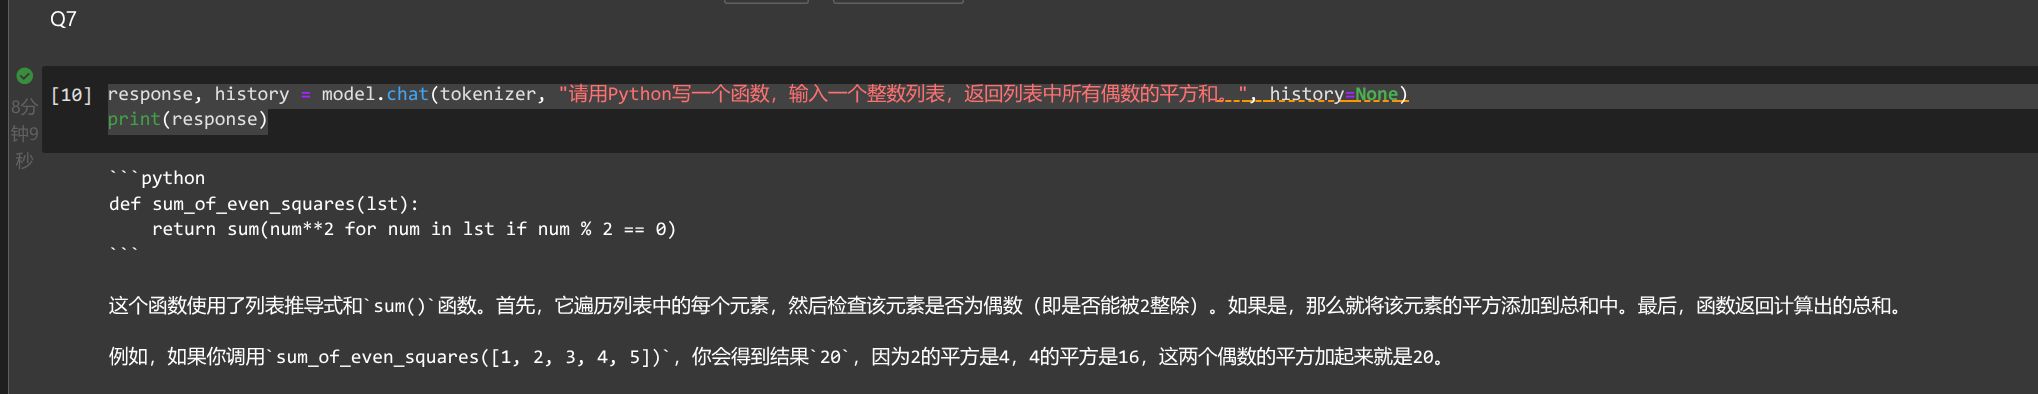 Q7
[10] response, history = model.chat(tokenizer, "请用Python写一个函数，输入一个整数列表，返回列表中所有偶数的平方和。", history=None)
print(response)
8分
钟9
秒
```python
def sum_of_even_squares(lst):
    return sum(num**2 for num in lst if num % 2 == 0)
```
这个函数使用了列表推导式和`sum()`函数。首先，它遍历列表中的每个元素，然后检查该元素是否为偶数（即是否能被2整除）。如果是，那么就将该元素的平方添加到总和中。最后，函数返回计算出的总和。
例如，如果你调用`sum_of_even_squares([1, 2, 3, 4, 5])`，你会得到结果`20`，因为2的平方是4，4的平方是16，这两个偶数的平方加起来就是20。